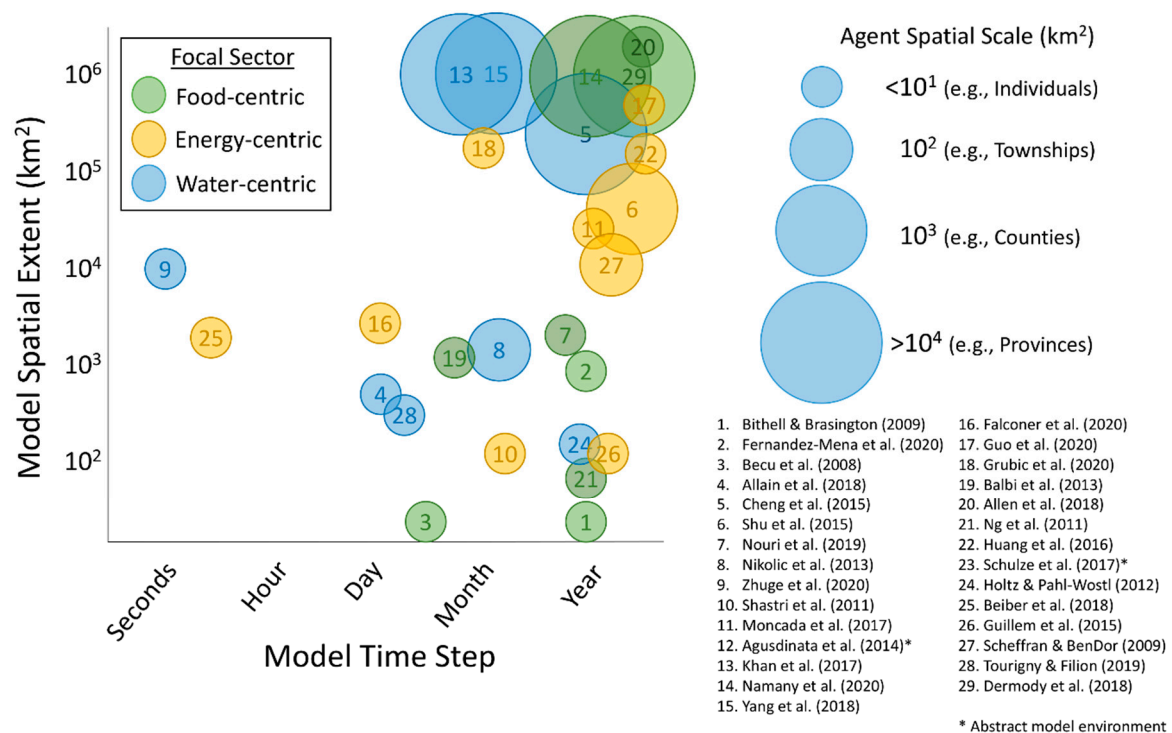 Focal Sector
Food-centric
Energy-centric
Water-centric
Model Spatial Extent (km²)
10⁶
10⁵
10⁴
10³
10²
13
15
14
20
29
17
5
18
22
6
11
27
9
25
16
19
8
7
2
4
28
10
24
26
21
3
1
Seconds
Hour
Day
Month
Year
Model Time Step
Agent Spatial Scale (km²)
<10¹ (e.g., Individuals)
10² (e.g., Townships)
10³ (e.g., Counties)
>10⁴ (e.g., Provinces)
1. Bithell & Brasington (2009)
2. Fernandez-Mena et al. (2020)
3. Becu et al. (2008)
4. Allain et al. (2018)
5. Cheng et al. (2015)
6. Shu et al. (2015)
7. Nouri et al. (2019)
8. Nikolic et al. (2013)
9. Zhuge et al. (2020)
10. Shastri et al. (2011)
11. Moncada et al. (2017)
12. Agusdinata et al. (2014)*
13. Khan et al. (2017)
14. Namany et al. (2020)
15. Yang et al. (2018)
16. Falconer et al. (2020)
17. Guo et al. (2020)
18. Grubic et al. (2020)
19. Balbi et al. (2013)
20. Allen et al. (2018)
21. Ng et al. (2011)
22. Huang et al. (2016)
23. Schulze et al. (2017)*
24. Holtz & Pahl-Wostl (2012)
25. Beiber et al. (2018)
26. Guillem et al. (2015)
27. Scheffran & BenDor (2009)
28. Tourigny & Filion (2019)
29. Dermody et al. (2018)
* Abstract model environment